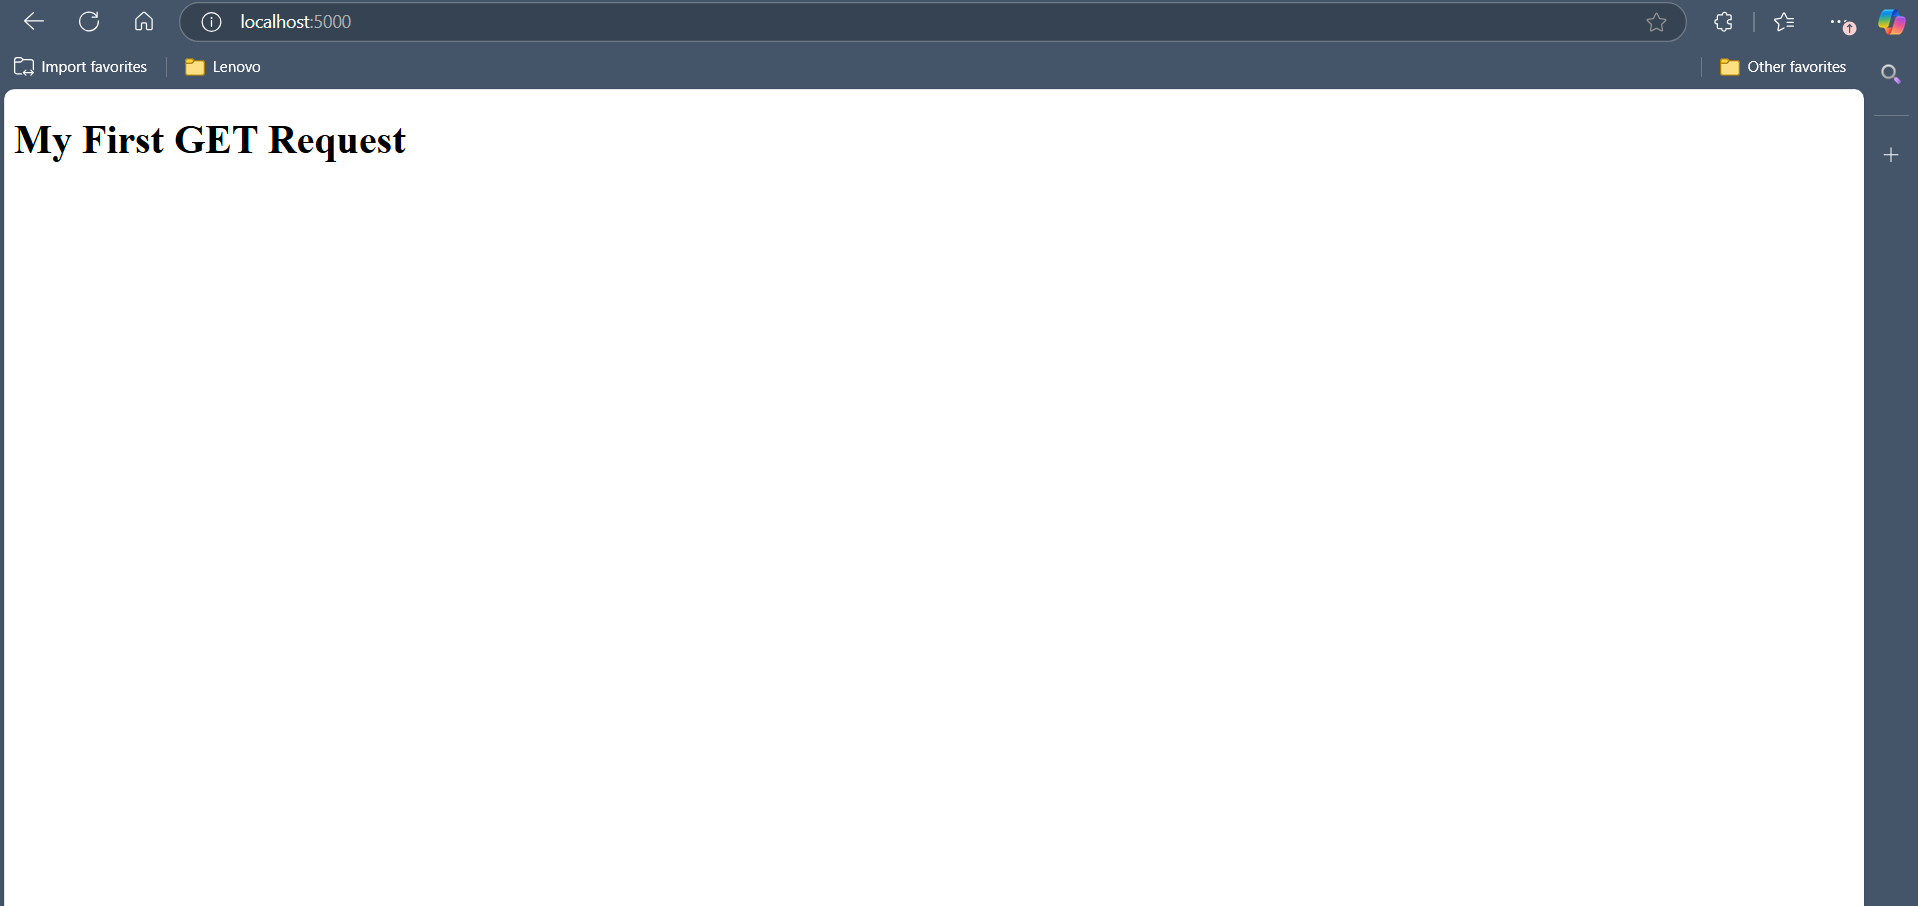 localhost:5000
Import favorites
Lenovo
Other favorites
My First GET Request